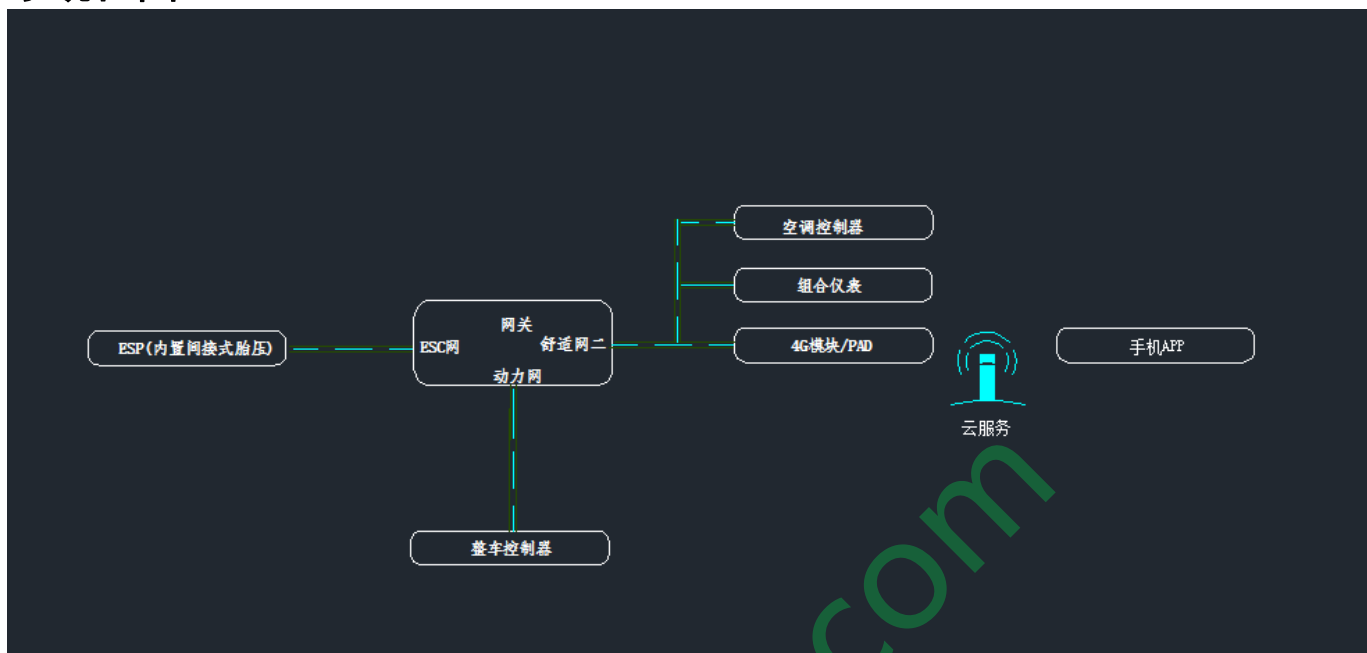 空调控制器
组合仪表
网关
ESP(内置间接式胎压)
ESC网
舒适网二
4G模块/PAD
手机APP
动力网
云服务
整车控制器
com